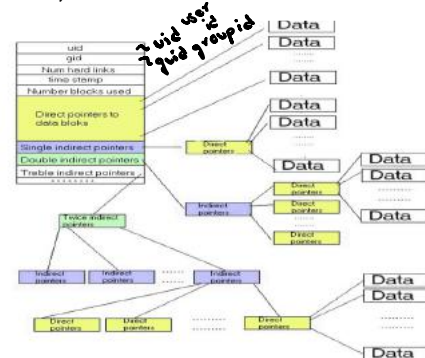 ~ uid user
id
~ guid groupid
uid
gid
Num hard links
time stamp
Number blocks used
Direct pointers to
data bloks
Single indirect pointers
Double indirect pointers
Treble indirect pointers
Data
Data
Data
Direct
pointers
Data
Data
Data
Indirect
pointers
Direct
pointers
Direct
pointers
Direct
pointers
Data
Data
Data
Twice indirect
pointers
Indirect
pointers
Indirect
pointers
Indirect
pointers
Direct
pointers
Direct
pointers
Direct
pointers
Data
Data
Data